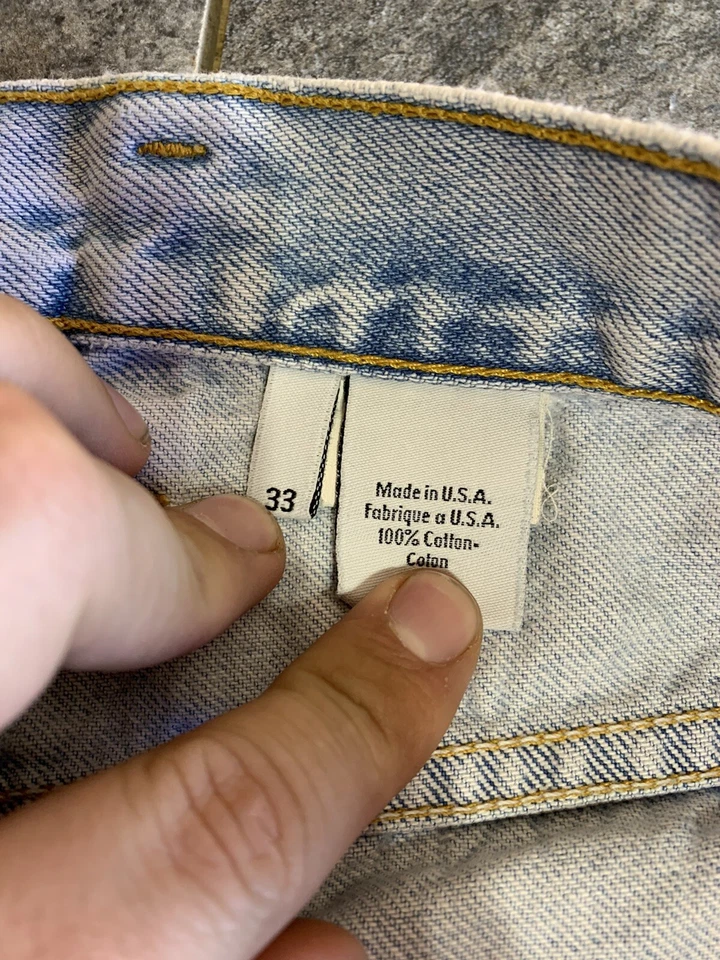 33
Made in U.S.A.
Fabrique a U.S.A.
100% Cotton-
Coton